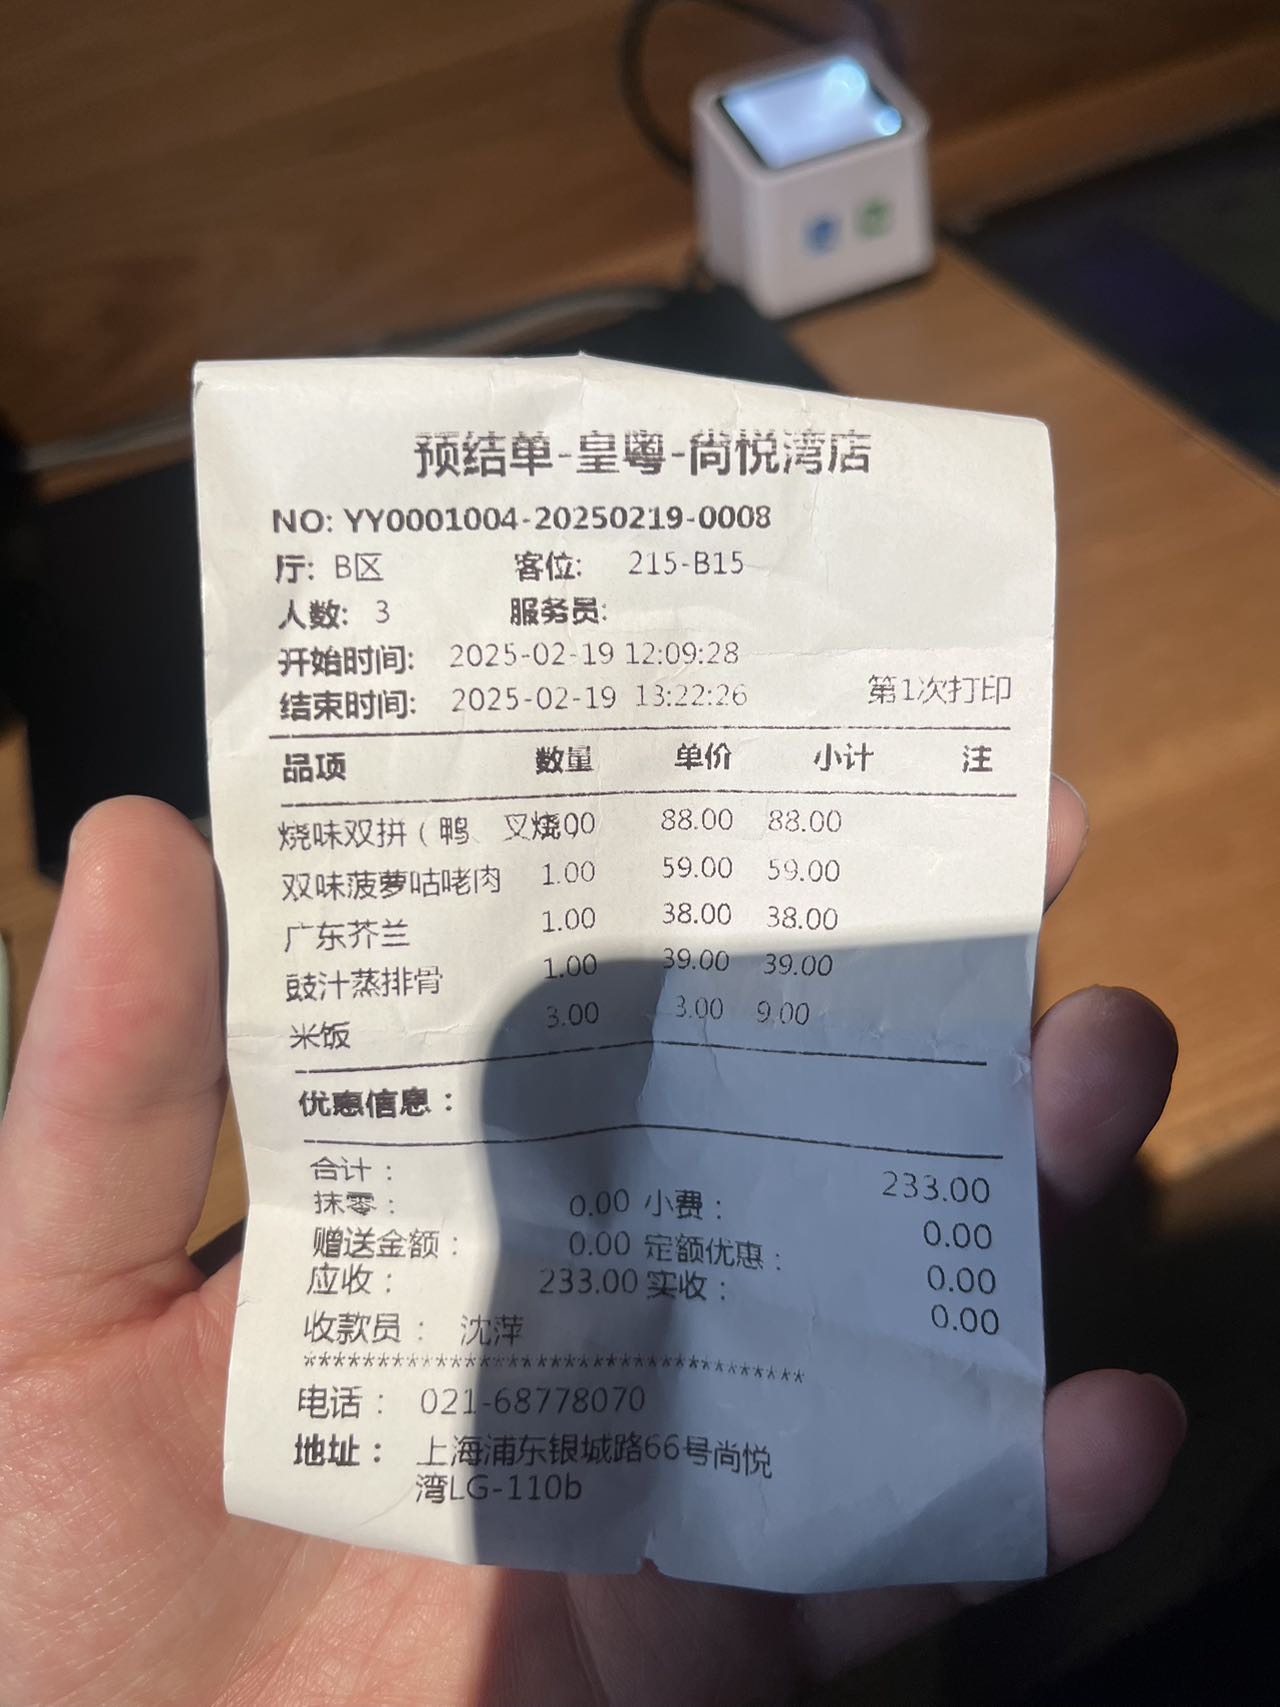 预结单-皇粤-尚悦湾店
NO: YY0001004-20250219-0008
厅: B区 客位: 215-B15
人数: 3 服务员:
开始时间: 2025-02-19 12:09:28
结束时间: 2025-02-19 13:22:26 第1次打印
品项 数量 单价 小计 注
烧味双拼（鸭、叉烧00 88.00 88.00
双味菠萝咕咾肉 1.00 59.00 59.00
广东芥兰 1.00 38.00 38.00
豉汁蒸排骨 1.00 39.00 39.00
米饭 3.00 3.00 9.00
优惠信息：
合计： 233.00
抹零： 0.00 小费： 0.00
赠送金额： 0.00 定额优惠： 0.00
应收： 233.00 实收： 0.00
收款员： 沈萍
******************************************
电话： 021-68778070
地址： 上海浦东银城路66号尚悦
湾LG-110b